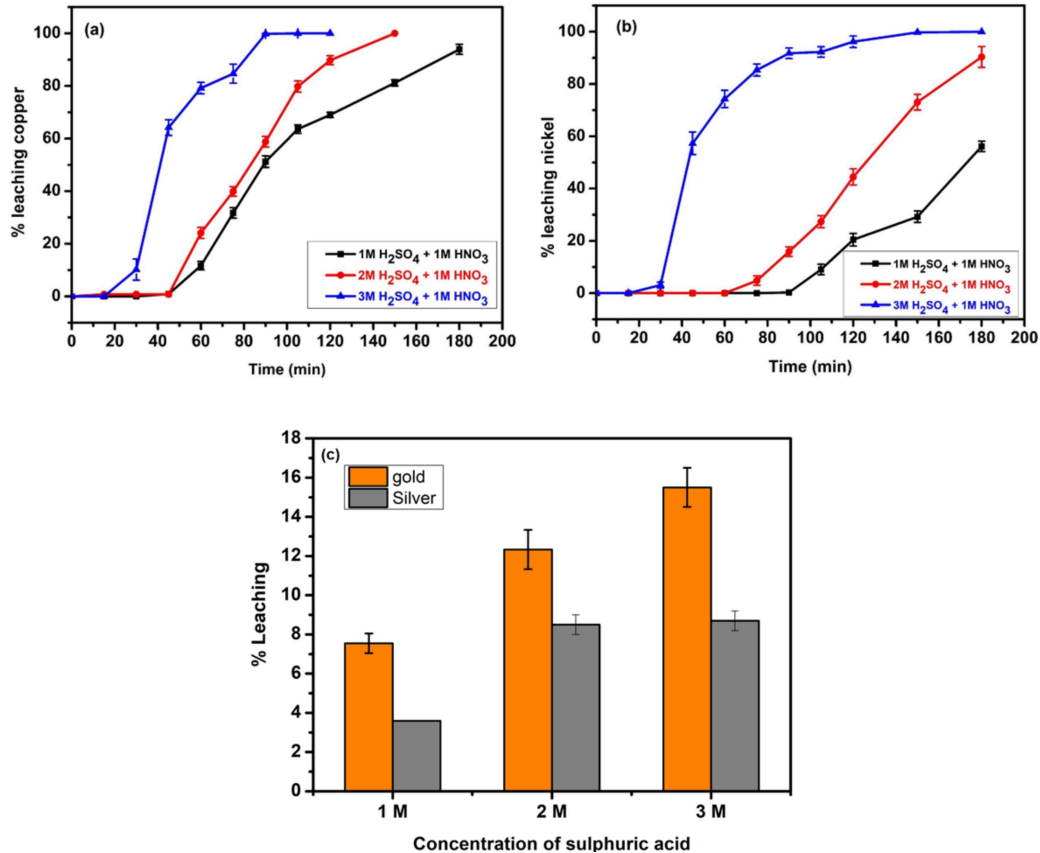 (a)
100
80
60
40
20
0
% leaching copper
1M H₂SO₄ + 1M HNO₃
2M H₂SO₄ + 1M HNO₃
3M H₂SO₄ + 1M HNO₃
0 20 40 60 80 100 120 140 160 180 200
Time (min)
(b)
100
80
60
40
20
0
% leaching nickel
1M H₂SO₄ + 1M HNO₃
2M H₂SO₄ + 1M HNO₃
3M H₂SO₄ + 1M HNO₃
0 20 40 60 80 100 120 140 160 180 200
Time (min)
(c)
18
16
14
12
10
8
6
4
2
0
% Leaching
gold
Silver
1 M 2 M 3 M
Concentration of sulphuric acid